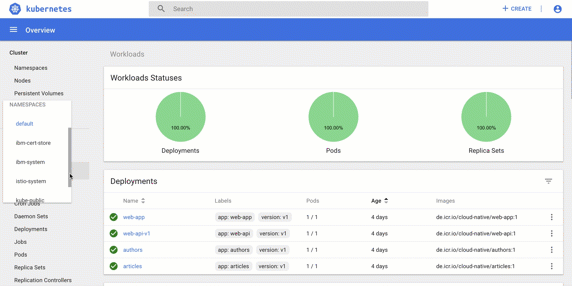 kubernetes
Search
+ CREATE
Overview
Cluster
Namespaces
Nodes
Persistent Volumes
NAMESPACES
default
ibm-cert-store
ibm-system
istio-system
kube-public
Cron Jobs
Daemon Sets
Deployments
Jobs
Pods
Replica Sets
Replication Controllers
Workloads
Workloads Statuses
100.00% 100.00% 100.00%
Deployments Pods Replica Sets
Deployments
Name Labels Pods Age Images
web-app app: web-app version: v1 1 / 1 4 days de.icr.io/cloud-native/web-app:1
web-api-v1 app: web-api version: v1 1 / 1 4 days de.icr.io/cloud-native/web-api:1
authors app: authors version: v1 1 / 1 4 days de.icr.io/cloud-native/authors:1
articles app: articles version: v1 1 / 1 4 days de.icr.io/cloud-native/articles:1